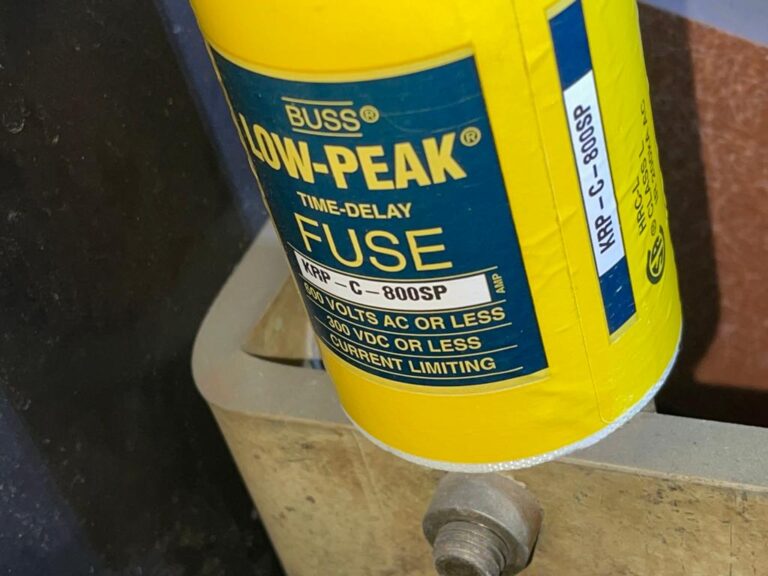 BUSS®
LOW-PEAK®
TIME-DELAY
FUSE
KRP-C-800SP
AMP
600 VOLTS AC OR LESS
300 VDC OR LESS
CURRENT LIMITING
KRP-C-800SP
HRC-L
® CLASS L